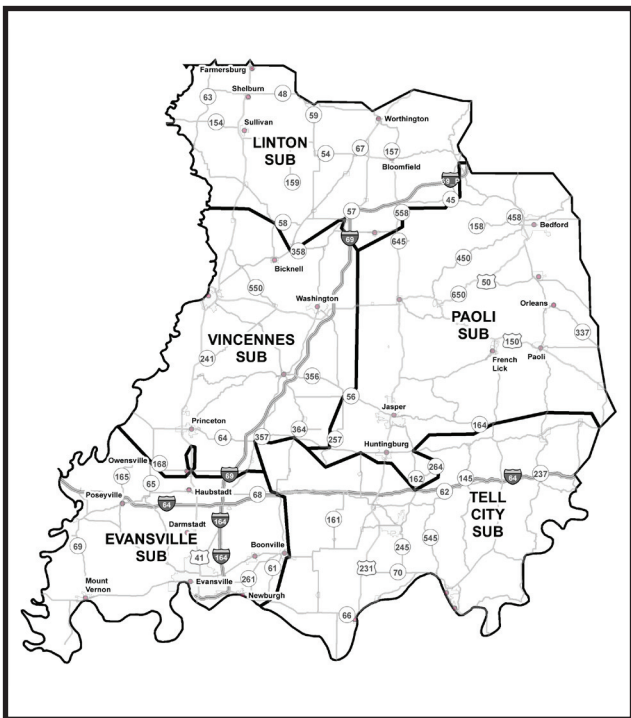 Farmersburg
Shelburn
63
48
59
154
Sullivan
Worthington
LINTON
SUB
54
67
157
Bloomfield
159
45
57
558
58
69
645
358
158
458
Bedford
Bicknell
450
550
50
650
Washington
Orleans
PAOLI
SUB
337
VINCENNES
SUB
150
241
French
Lick
Paoli
356
56
Jasper
Princeton
64
357
364
257
164
Huntingburg
Owensville
168
69
264
165
65
162
145
64
237
Poseyville
Haubstadt
68
62
64
TELL
CITY
SUB
Darmstadt
164
161
EVANSVILLE
SUB
69
Boonville
545
245
41
164
61
231
70
Mount
Vernon
Evansville
261
Newburgh
66